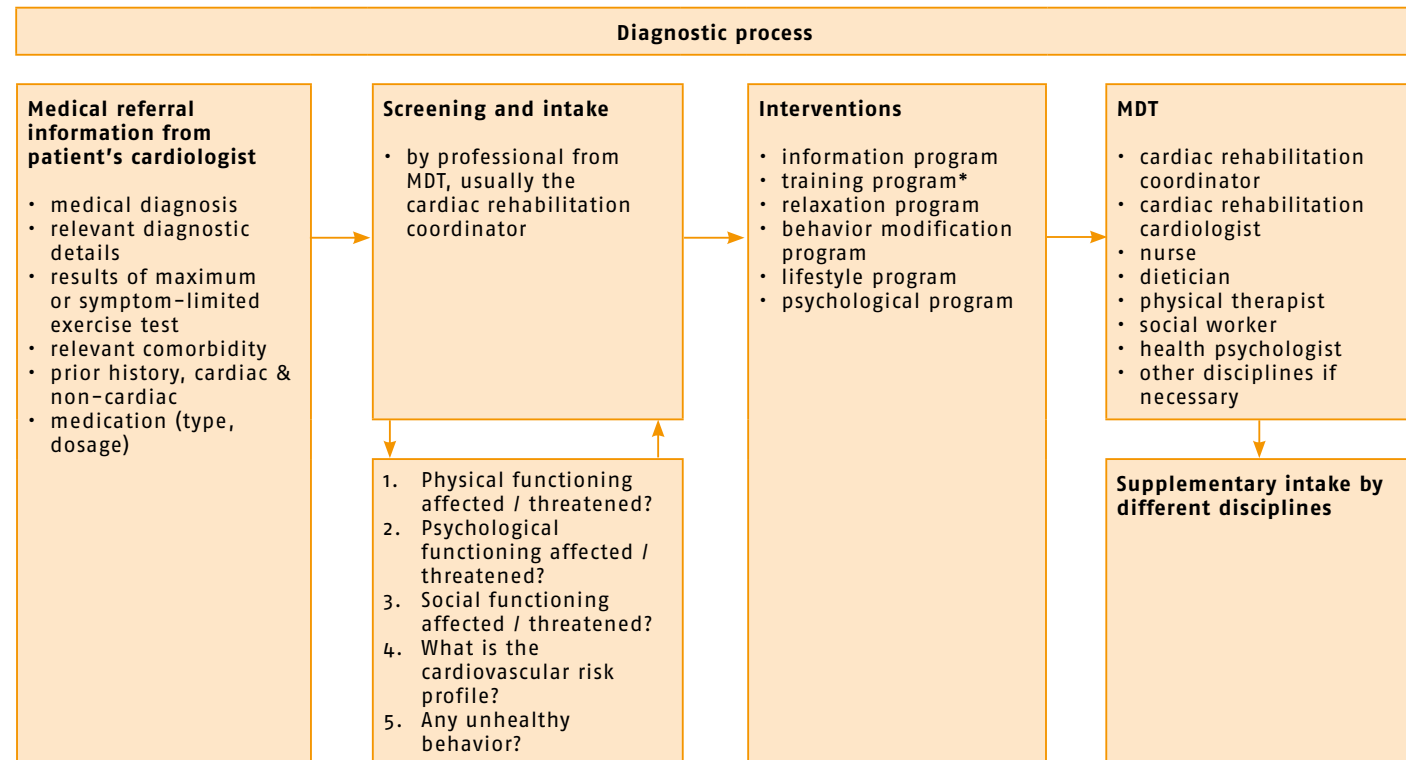 Diagnostic process
Medical referral
information from
patient's cardiologist
• medical diagnosis
• relevant diagnostic
details
• results of maximum
or symptom-limited
exercise test
• relevant comorbidity
• prior history, cardiac &
non-cardiac
• medication (type,
dosage)
Screening and intake
• by professional from
MDT, usually the
cardiac rehabilitation
coordinator
1. Physical functioning
affected / threatened?
2. Psychological
functioning affected /
threatened?
3. Social functioning
affected / threatened?
4. What is the
cardiovascular risk
profile?
5. Any unhealthy
behavior?
Interventions
• information program
• training program*
• relaxation program
• behavior modification
program
• lifestyle program
• psychological program
MDT
• cardiac rehabilitation
coordinator
• cardiac rehabilitation
cardiologist
• nurse
• dietician
• physical therapist
• social worker
• health psychologist
• other disciplines if
necessary
Supplementary intake by
different disciplines